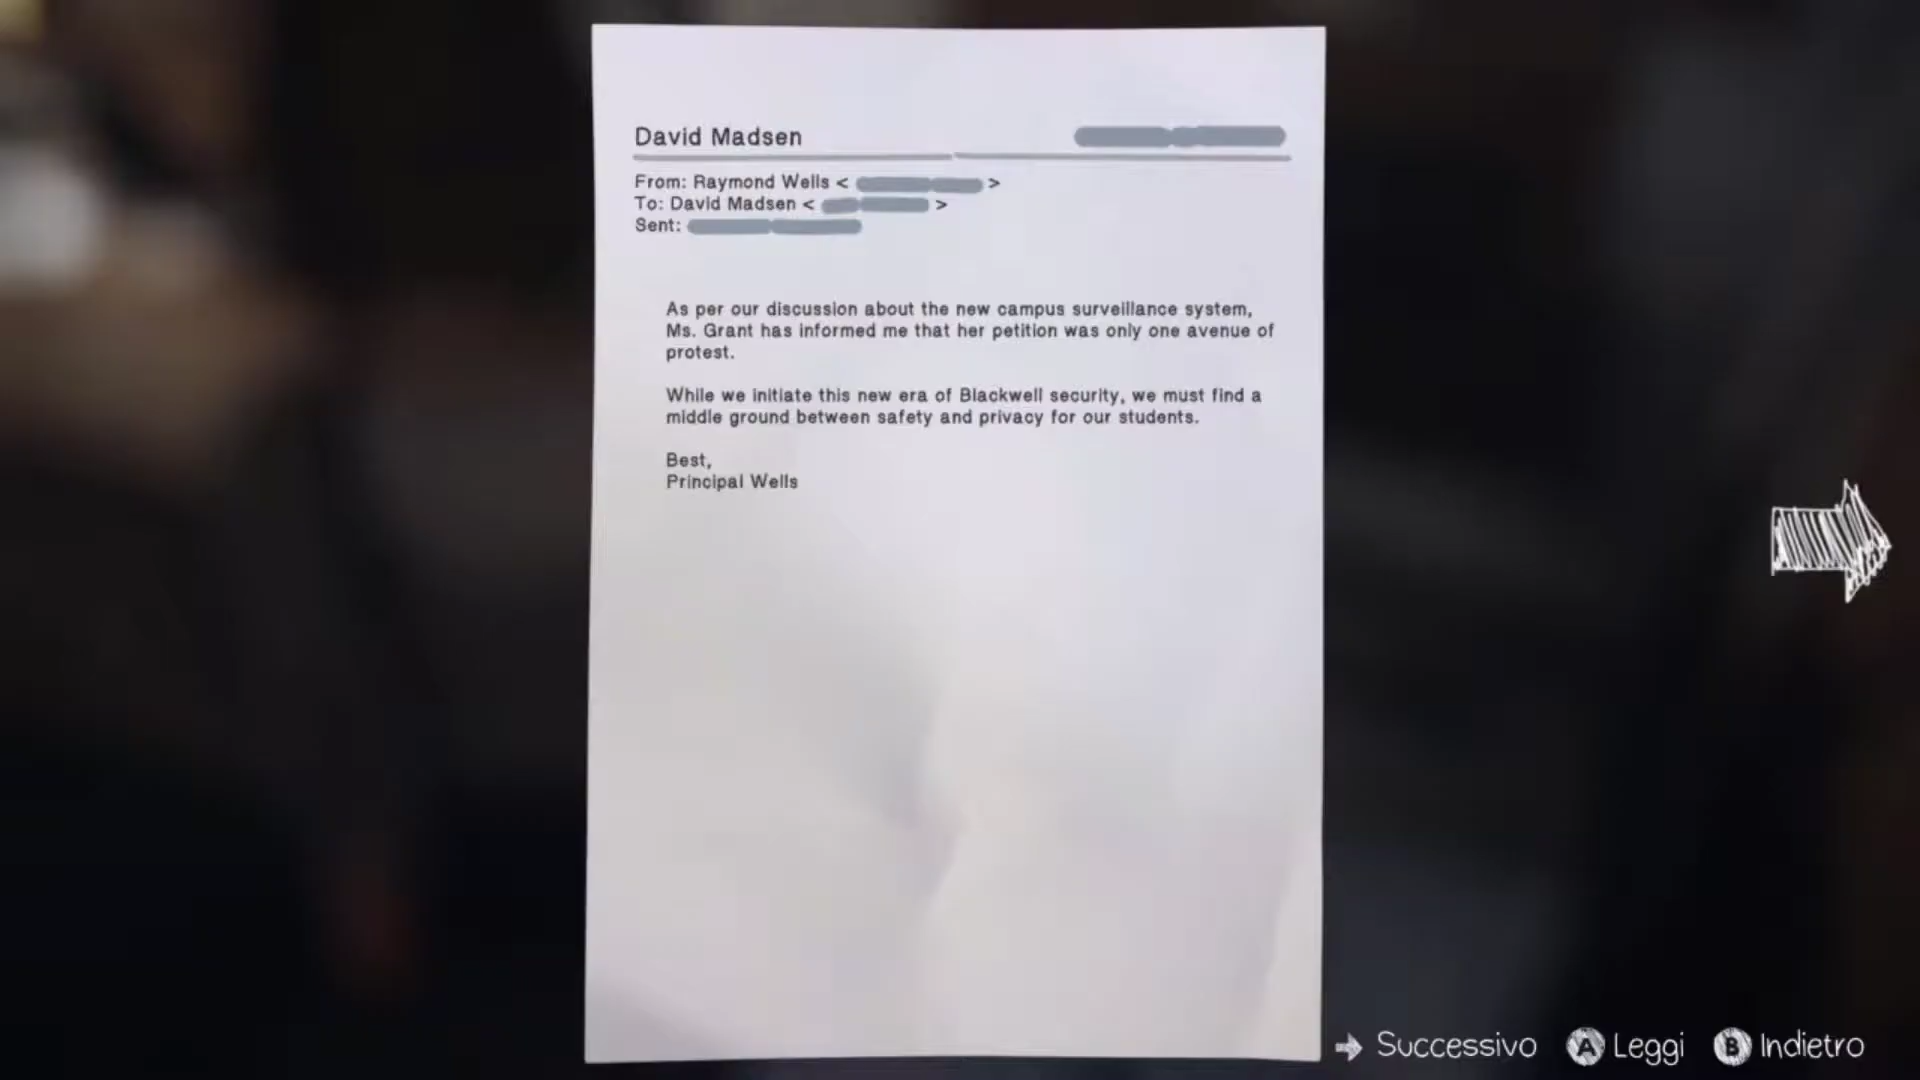 David Madsen
From: Raymond Wells < >
To: David Madsen < >
Sent:
As per our discussion about the new campus surveillance system,
Ms. Grant has informed me that her petition was only one avenue of
protest.
While we initiate this new era of Blackwell security, we must find a
middle ground between safety and privacy for our students.
Best,
Principal Wells
Successivo A Leggi B Indietro